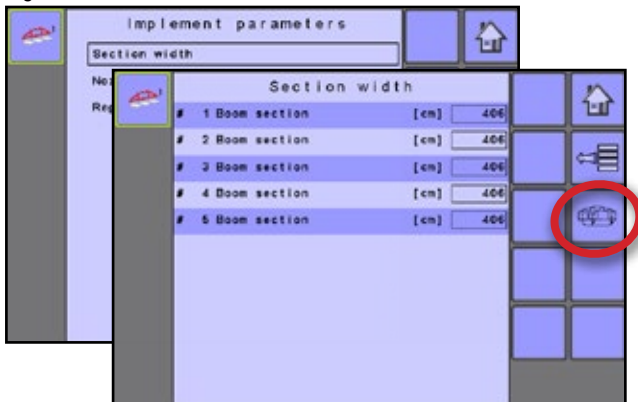 Implement parameters
Section width
Section width
# 1 Boom section [cm] 406
# 2 Boom section [cm] 406
# 3 Boom section [cm] 406
# 4 Boom section [cm] 406
# 5 Boom section [cm] 406